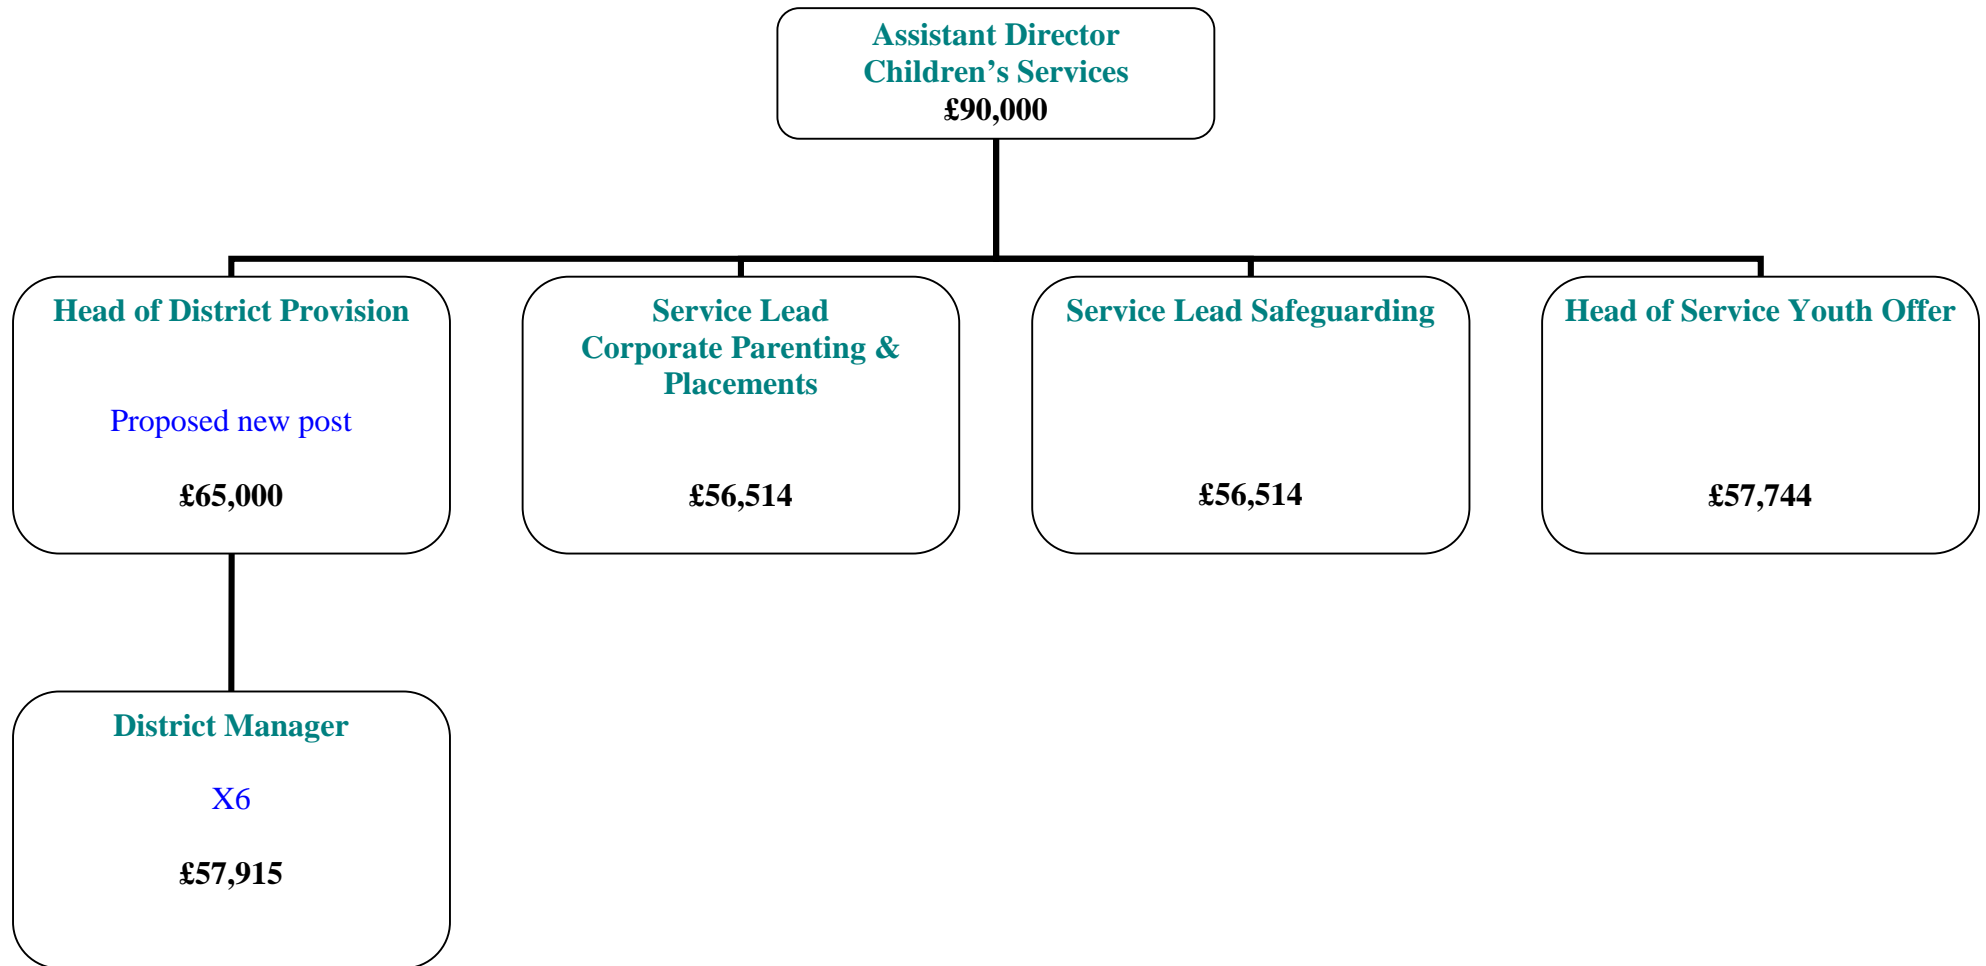 Assistant Director
Children’s Services
£90,000
Head of District Provision
Proposed new post
£65,000
Service Lead
Corporate Parenting &
Placements
£56,514
Service Lead Safeguarding
£56,514
Head of Service Youth Offer
£57,744
District Manager
X6
£57,915